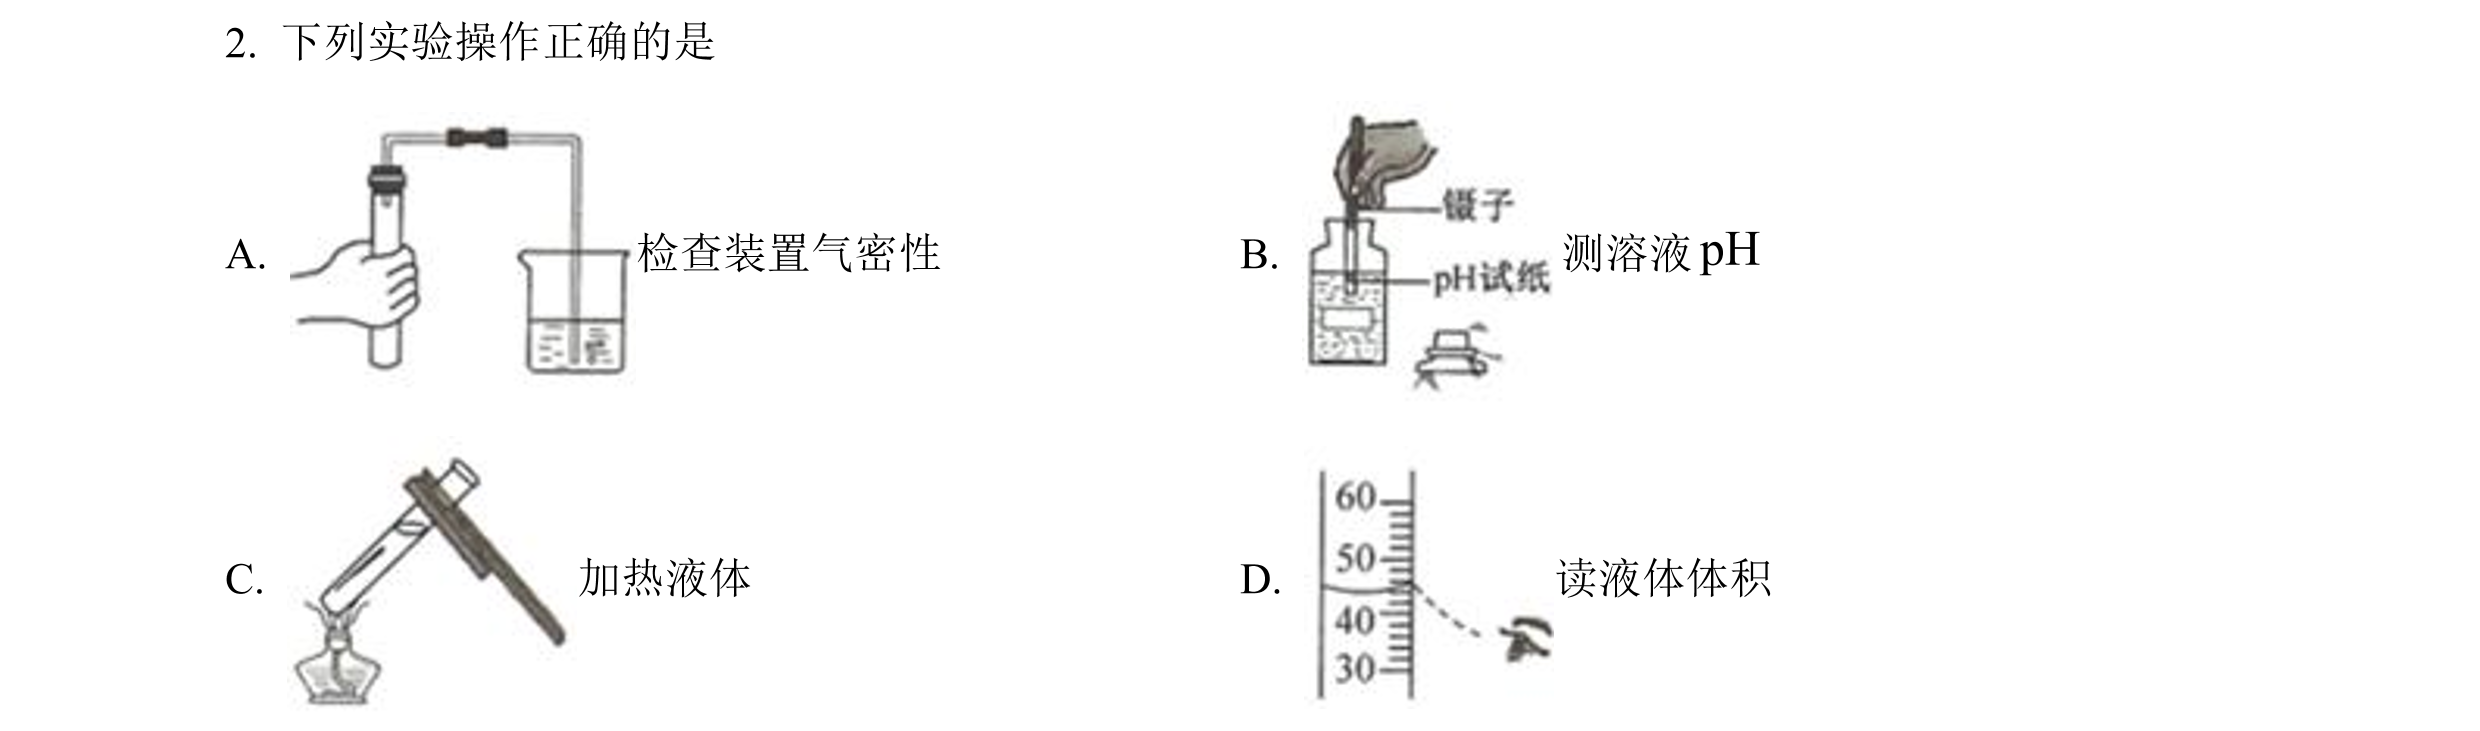 2. 下列实验操作正确的是
A. 检查装置气密性
B. 镊子 pH试纸 测溶液pH
C. 加热液体
D. 60 50 40 30 读液体体积